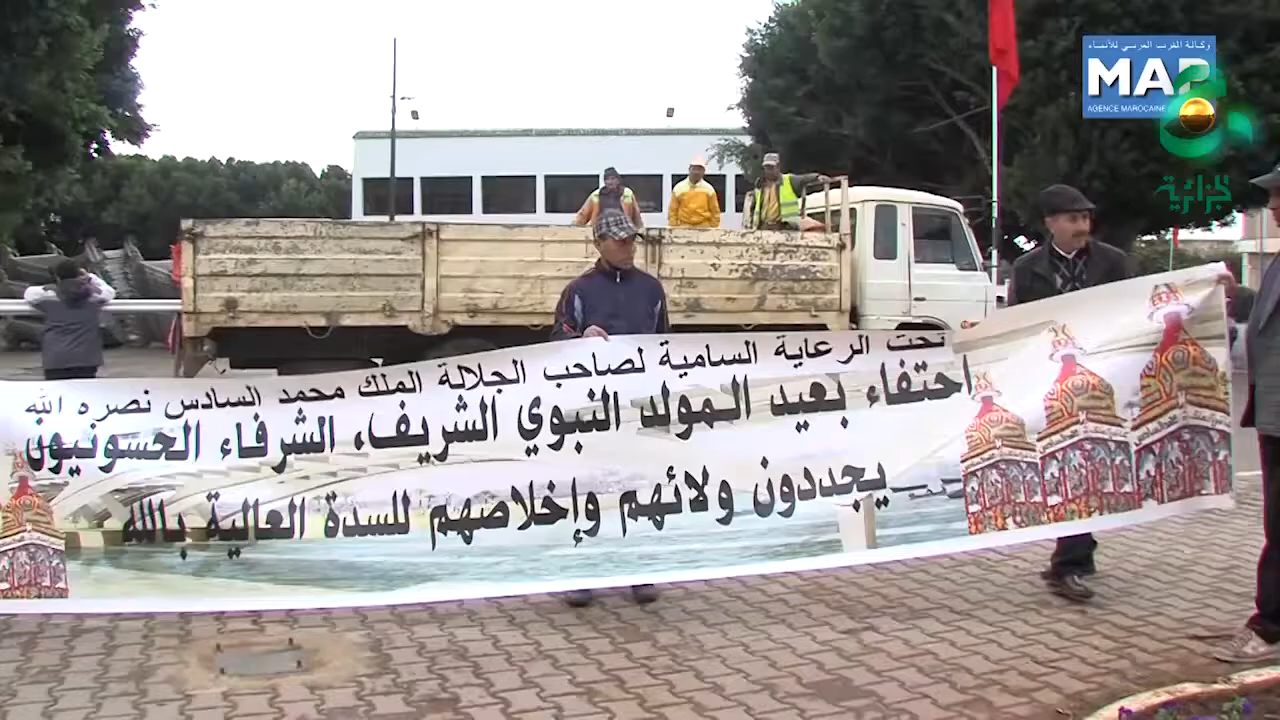 وكالة المغرب العربي للأنباء
MAP
AGENCE MAROCAINE
جزائرية
تحت الرعاية السامية لصاحب الجلالة الملك محمد السادس نصره الله
احتفاء بعيد المولد النبوي الشريف، الشرفاء الحسونيون
يجددون ولائهم وإخلاصهم للسدة العالية بالله